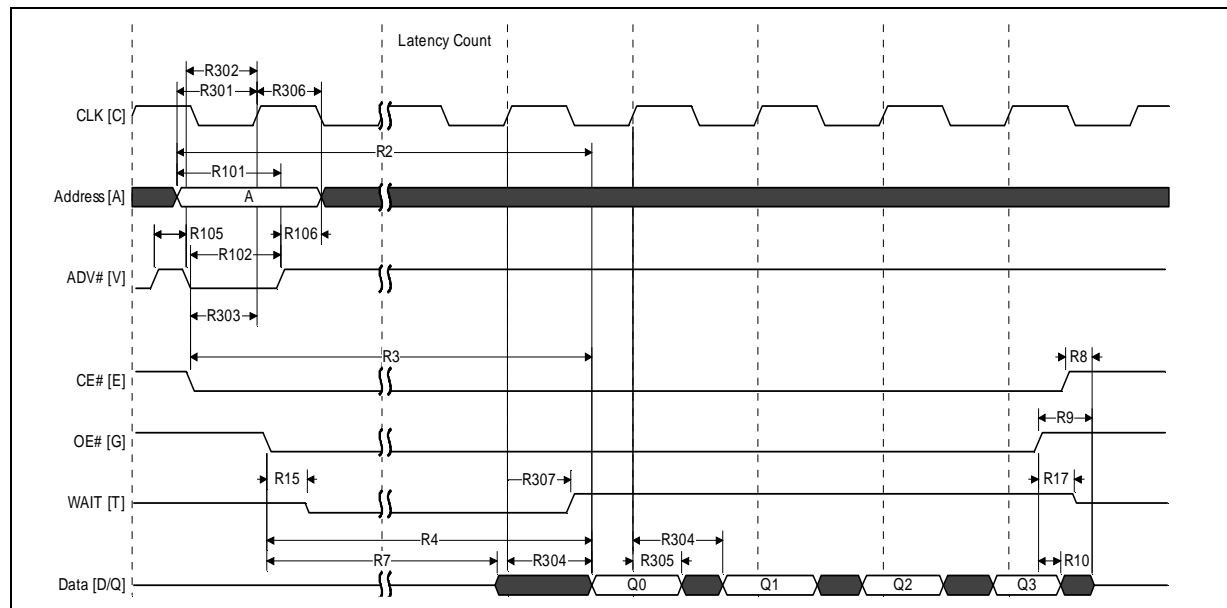 Latency Count
R302
R301 R306
CLK [C]
R2
R101
Address [A]
A
R105 R106
R102
ADV# [V]
R303
R3
R8
CE# [E]
R9
OE# [G]
R15 R307 R17
WAIT [T]
R4 R304
R7 R304 R305 R10
Data [D/Q]
Q0 Q1 Q2 Q3